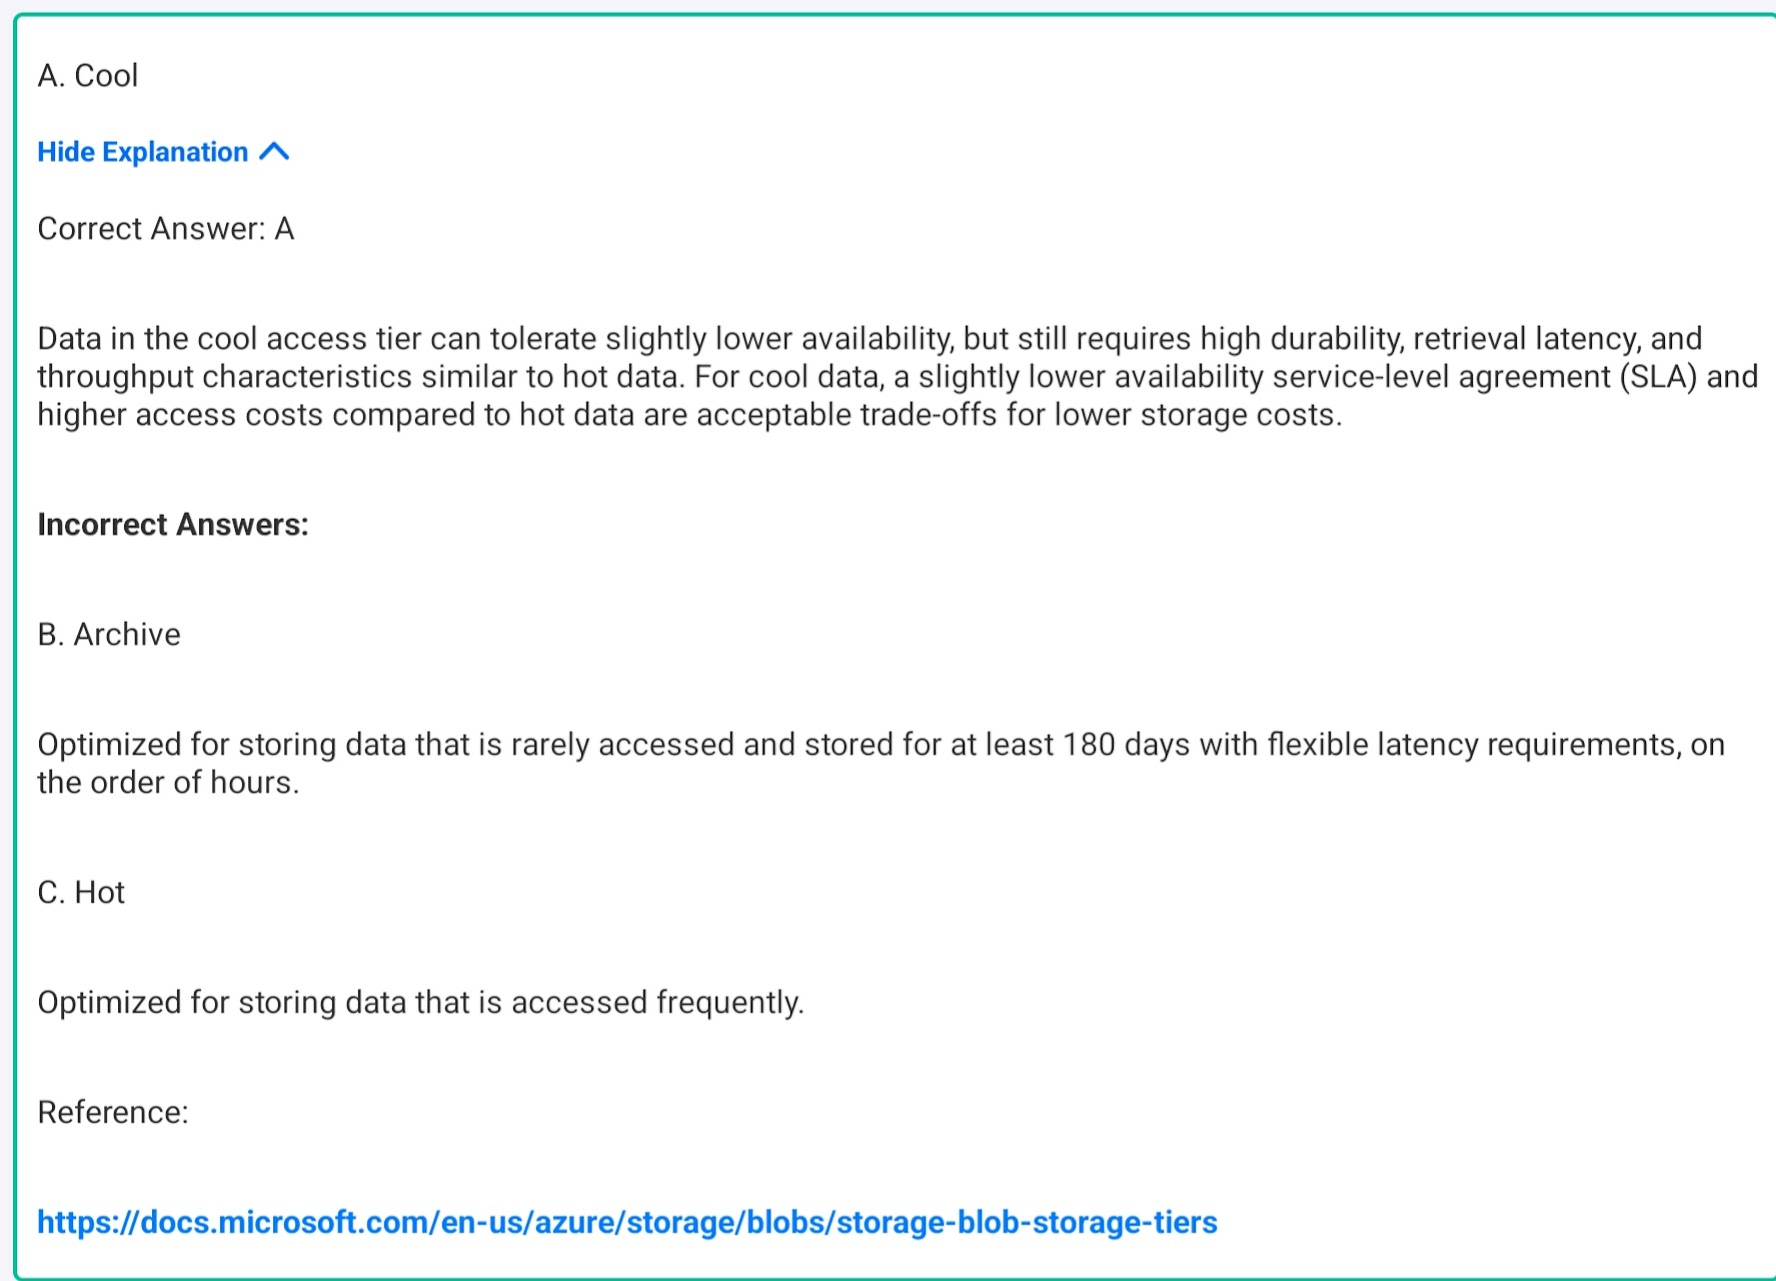 A. Cool
Hide Explanation
Correct Answer: A
Data in the cool access tier can tolerate slightly lower availability, but still requires high durability, retrieval latency, and
throughput characteristics similar to hot data. For cool data, a slightly lower availability service-level agreement (SLA) and
higher access costs compared to hot data are acceptable trade-offs for lower storage costs.
Incorrect Answers:
B. Archive
Optimized for storing data that is rarely accessed and stored for at least 180 days with flexible latency requirements, on
the order of hours.
C. Hot
Optimized for storing data that is accessed frequently.
Reference:
https://docs.microsoft.com/en-us/azure/storage/blobs/storage-blob-storage-tiers